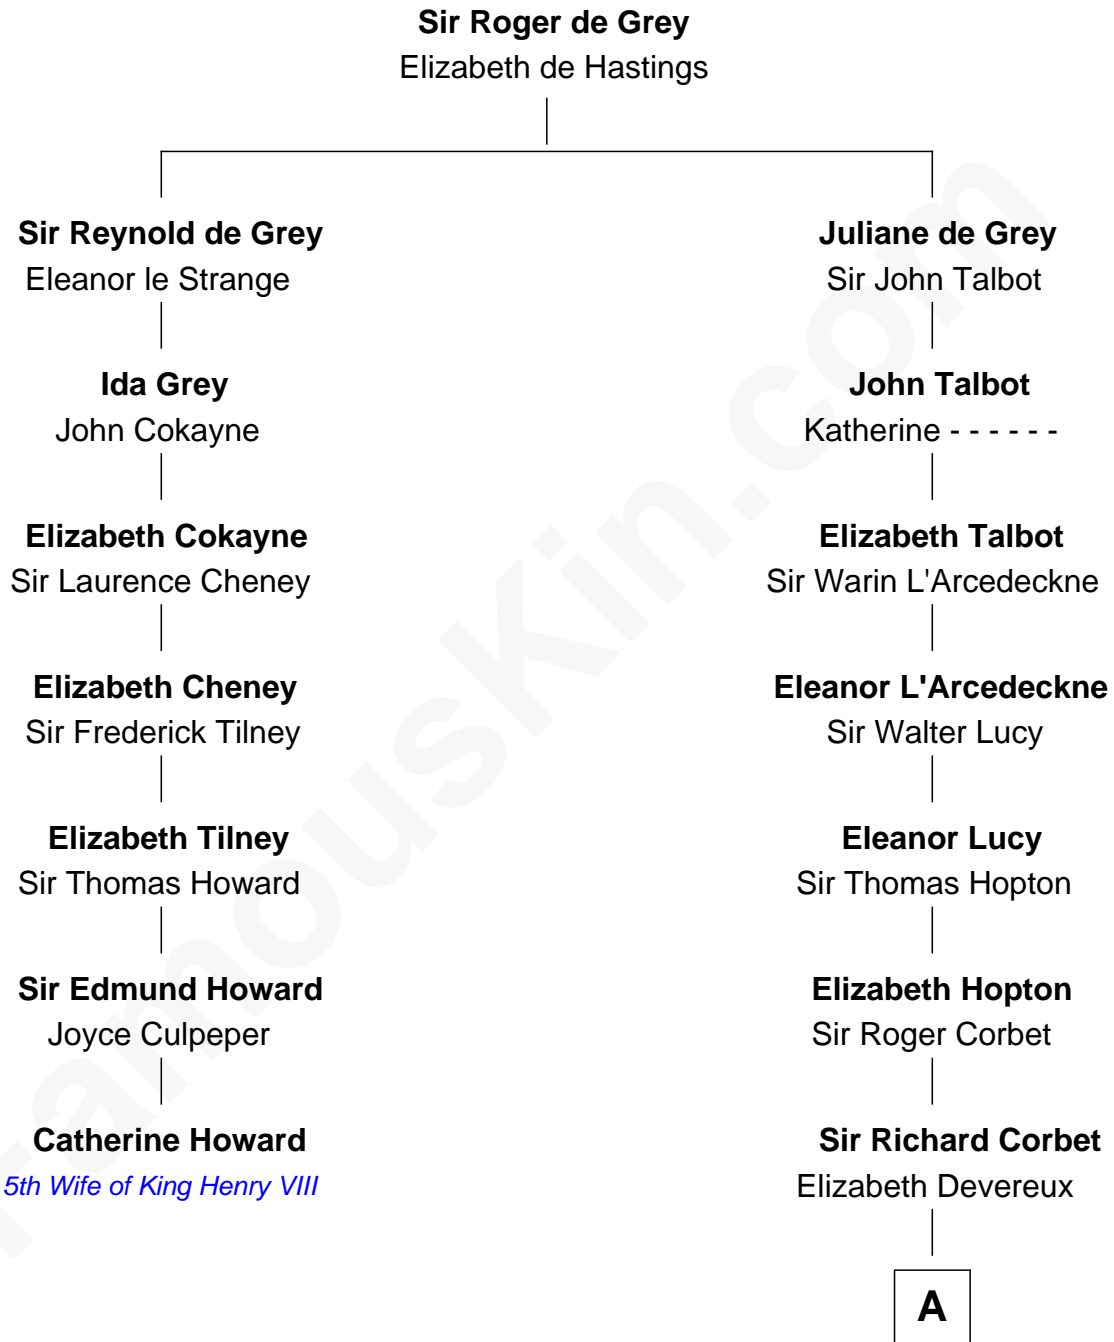 Sir Roger de Grey
Elizabeth de Hastings
Sir Reynold de Grey
Eleanor le Strange
Ida Grey
John Cokayne
Elizabeth Cokayne
Sir Laurence Cheney
Elizabeth Cheney
Sir Frederick Tilney
Elizabeth Tilney
Sir Thomas Howard
Sir Edmund Howard
Joyce Culpeper
Catherine Howard
5th Wife of King Henry VIII
Juliane de Grey
Sir John Talbot
John Talbot
Katherine - - - - - -
Elizabeth Talbot
Sir Warin L'Arcedeckne
Eleanor L'Arcedeckne
Sir Walter Lucy
Eleanor Lucy
Sir Thomas Hopton
Elizabeth Hopton
Sir Roger Corbet
Sir Richard Corbet
Elizabeth Devereux
A
FamousKin.com